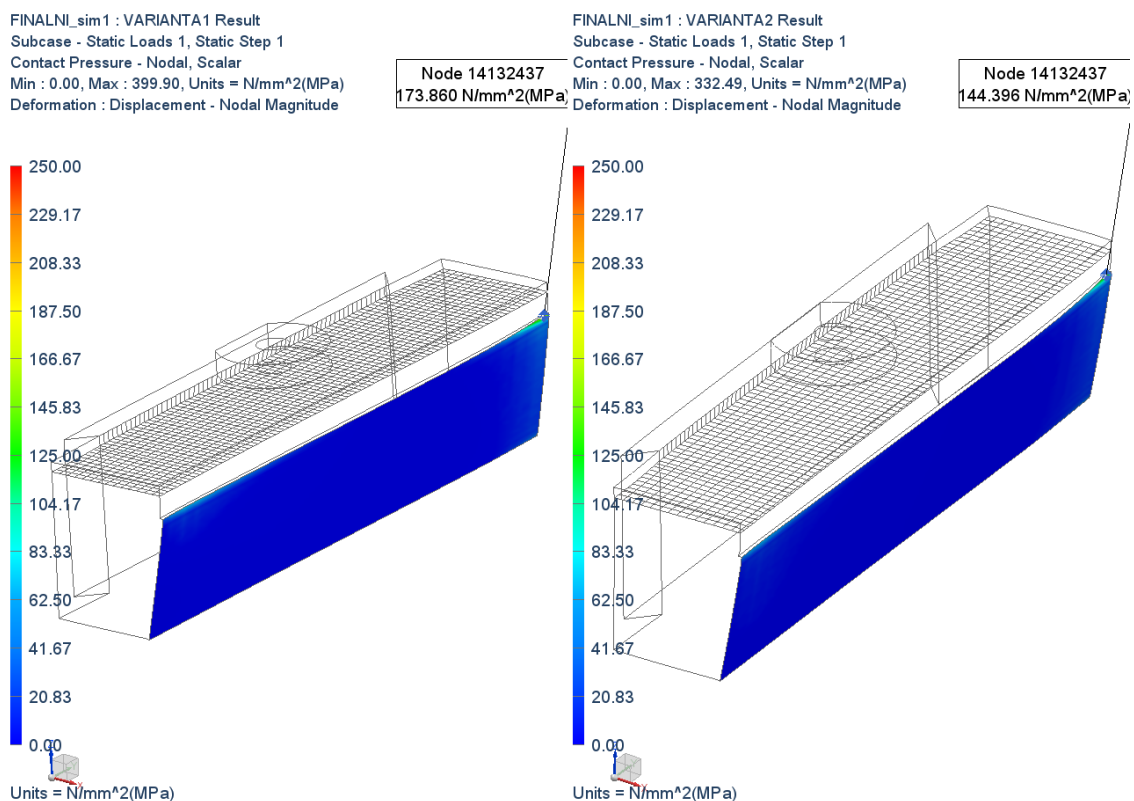 FINALNI_sim1 : VARIANTA1 Result
Subcase - Static Loads 1, Static Step 1
Contact Pressure - Nodal, Scalar
Min : 0.00, Max : 399.90, Units = N/mm^2(MPa)
Deformation : Displacement - Nodal Magnitude
Node 14132437
173.860 N/mm^2(MPa)
250.00
229.17
208.33
187.50
166.67
145.83
125.00
104.17
83.33
62.50
41.67
20.83
0.00
Units = N/mm^2(MPa)
FINALNI_sim1 : VARIANTA2 Result
Subcase - Static Loads 1, Static Step 1
Contact Pressure - Nodal, Scalar
Min : 0.00, Max : 332.49, Units = N/mm^2(MPa)
Deformation : Displacement - Nodal Magnitude
Node 14132437
144.396 N/mm^2(MPa)
250.00
229.17
208.33
187.50
166.67
145.83
125.00
104.17
83.33
62.50
41.67
20.83
0.00
Units = N/mm^2(MPa)